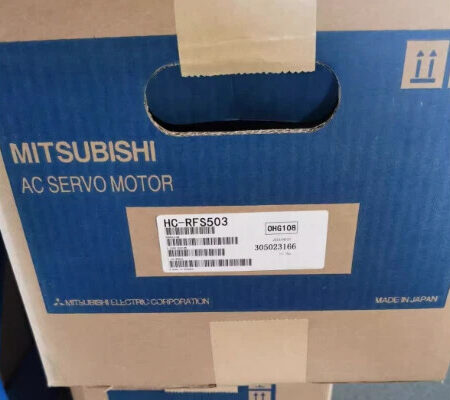 MITSUBISHI
AC SERVO MOTOR
HC-RFS503
OHG108
305023166
MITSUBISHI ELECTRIC CORPORATION
MADE IN JAPAN